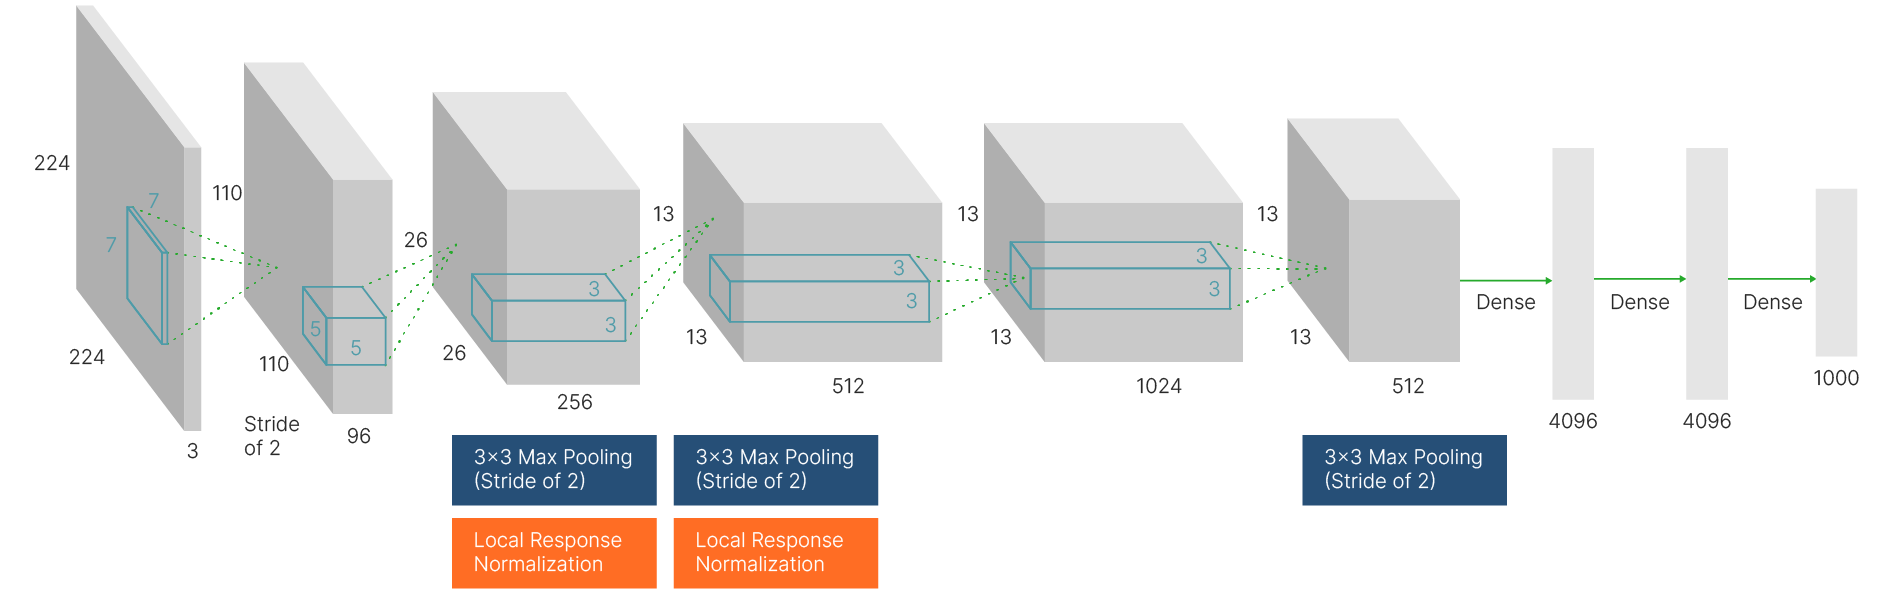 224
7
7
224
3
110
110
Stride
of 2
5
5
96
26
26
3
3
256
13
13
3
3
512
13
13
3
3
1024
13
13
512
Dense
4096
Dense
4096
Dense
1000
3×3 Max Pooling
(Stride of 2)
Local Response
Normalization
3×3 Max Pooling
(Stride of 2)
Local Response
Normalization
3×3 Max Pooling
(Stride of 2)